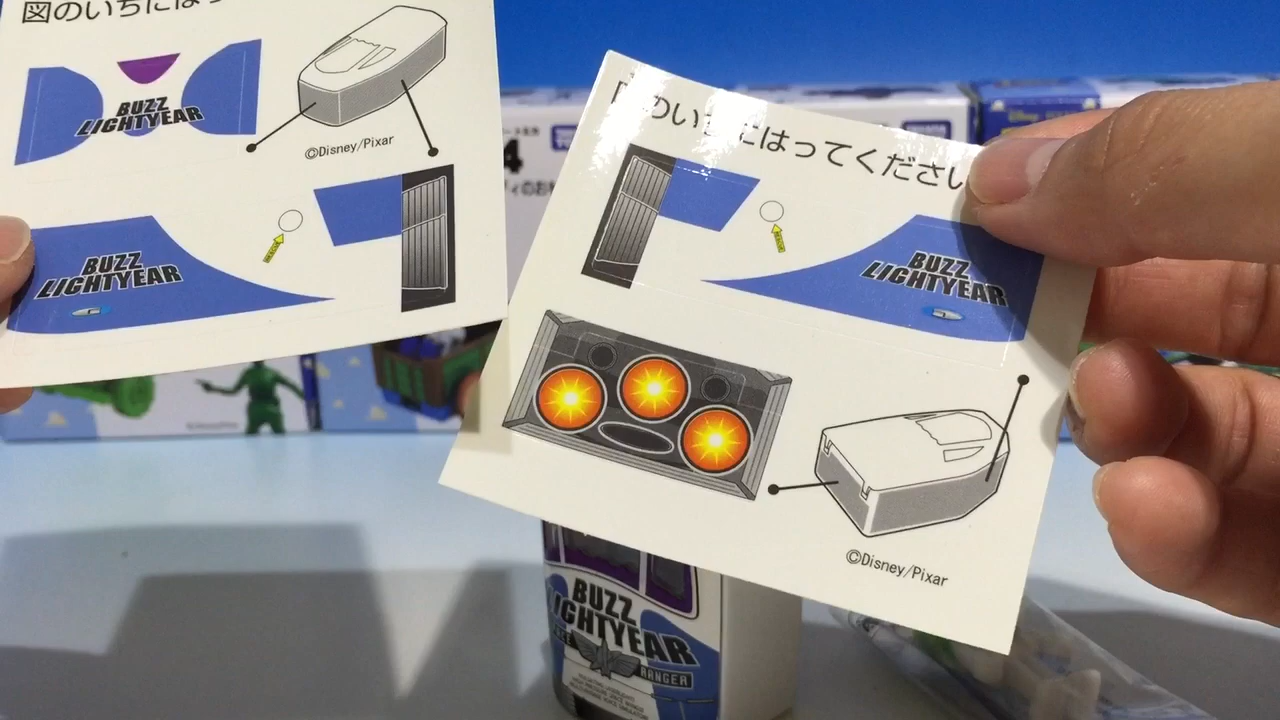 図のいちにはっ
BUZZ
LIGHTYEAR
©Disney/Pixar
BUZZ
LIGHTYEAR
のいちにはってください
BUZZ
LIGHTYEAR
©Disney/Pixar
4
BUZZ
LIGHTYEAR
RANGER